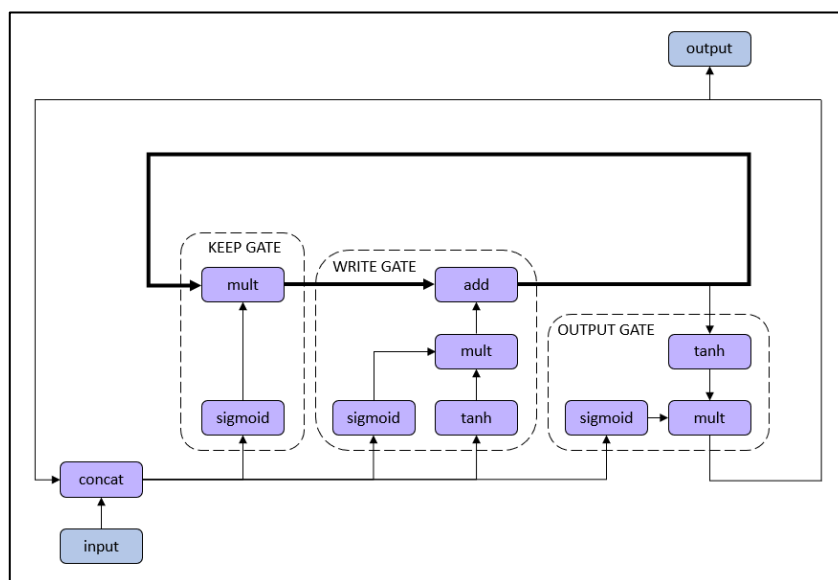 output
KEEP GATE
WRITE GATE
mult
add
OUTPUT GATE
mult
tanh
sigmoid
sigmoid
tanh
sigmoid
mult
concat
input